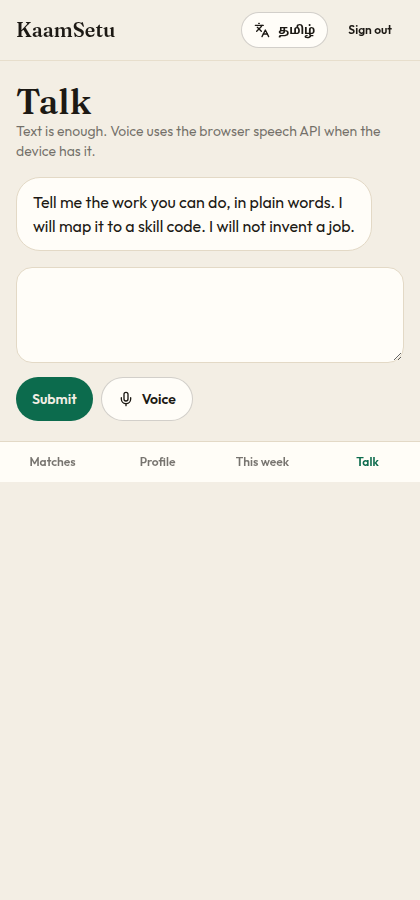 KaamSetu
தமிழ்
Sign out
Talk
Text is enough. Voice uses the browser speech API when the
device has it.
Tell me the work you can do, in plain words. I
will map it to a skill code. I will not invent a job.
Submit
Voice
Matches
Profile
This week
Talk